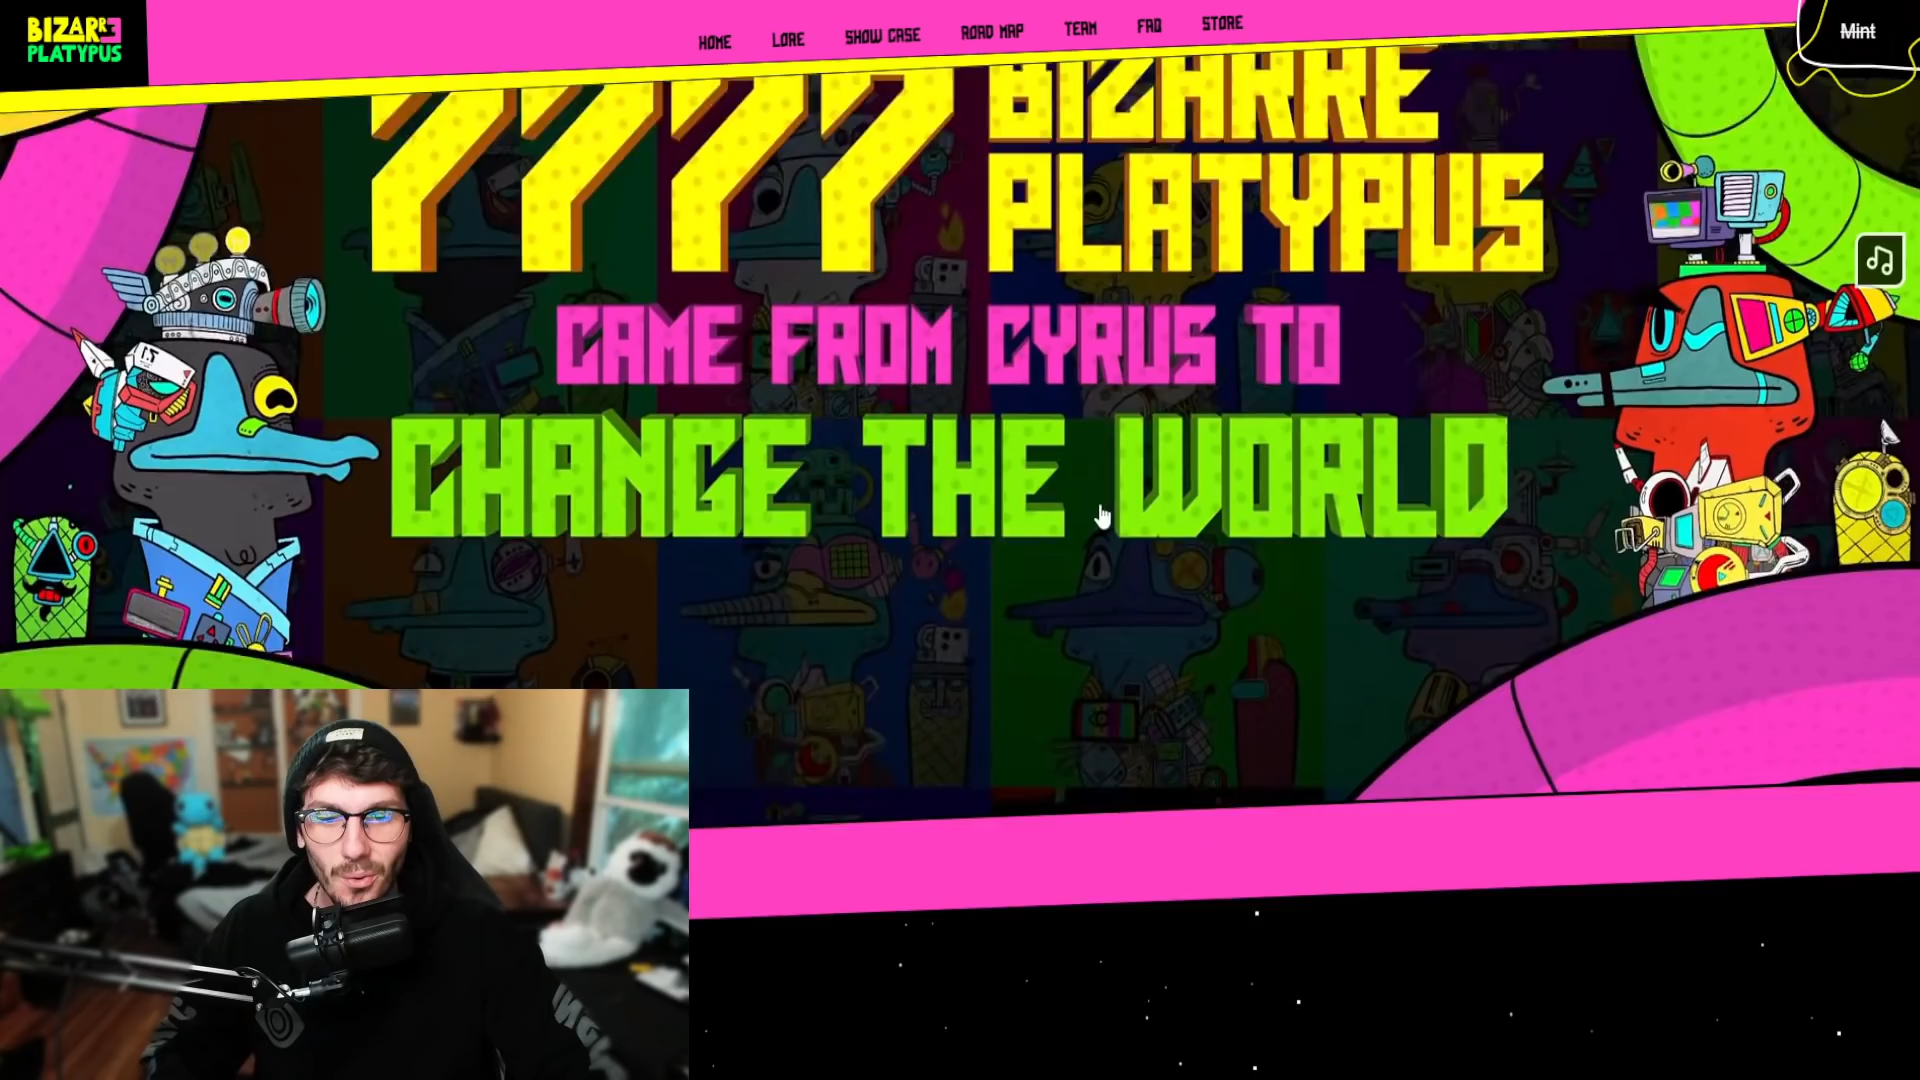 BIZARRE
PLATYPUS
HOME
LORE
SHOW CASE
ROAD MAP
TEAM
FAQ
STORE
Mint
7777 BIZARRE
PLATYPUS
CAME FROM CYRUS TO
CHANGE THE WORLD